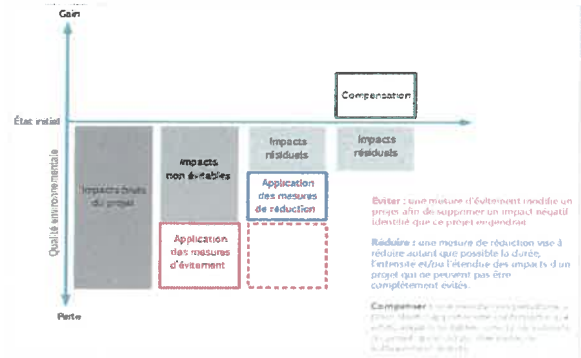 Gain
Compensation
État initial
Qualité environnementale
Impacts bruts
du projet
Impacts
non évitables
Impacts
résiduels
Impacts
résiduels
Application
des mesures
de réduction
Application
des mesures
d'évitement
Perte
Éviter : une mesure d'évitement modifie un
projet afin de supprimer un impact négatif
identifié que ce projet engendrait
Réduire : une mesure de réduction vise à
réduire autant que possible la durée,
l'intensité et/ou l'étendue des impacts d'un
projet qui ne peuvent pas être
complètement évités.
Compenser :